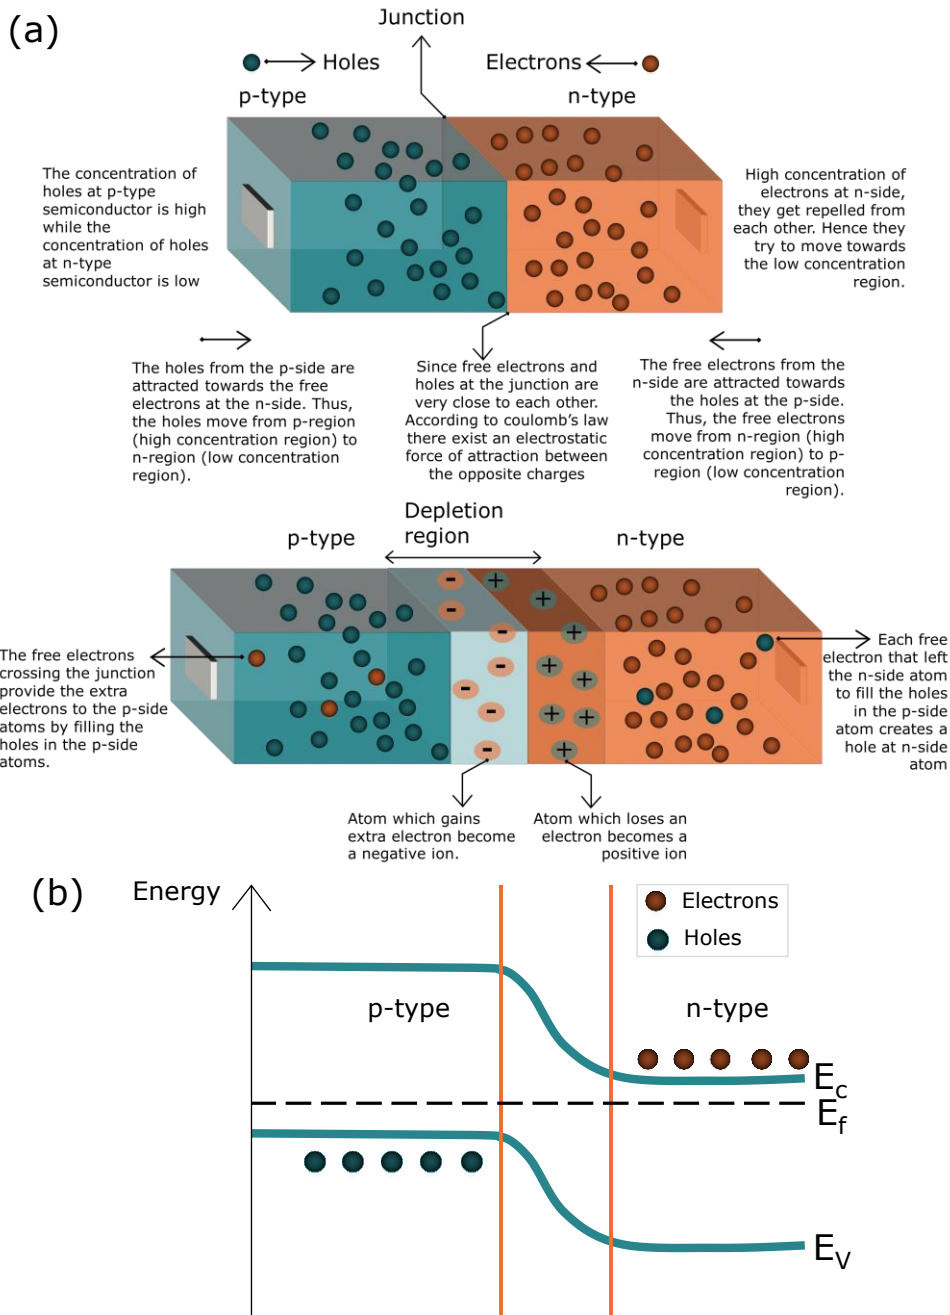 (a)
Junction
Holes
Electrons
p-type
n-type
The concentration of
holes at p-type
semiconductor is high
while the
concentration of holes
at n-type
semiconductor is low
High concentration of
electrons at n-side,
they get repelled from
each other. Hence they
try to move towards
the low concentration
region.
The holes from the p-side are
attracted towards the free
electrons at the n-side. Thus,
the holes move from p-region
(high concentration region) to
n-region (low concentration
region).
Since free electrons and
holes at the junction are
very close to each other.
According to coulomb's law
there exist an electrostatic
force of attraction between
the opposite charges
The free electrons from the
n-side are attracted towards
the holes at the p-side.
Thus, the free electrons
move from n-region (high
concentration region) to p-
region (low concentration
region).
Depletion
region
p-type
n-type
- + - + - + - + - + - + + - +
The free electrons
crossing the junction
provide the extra
electrons to the p-side
atoms by filling the
holes in the p-side
atoms.
Each free
electron that left
the n-side atom
to fill the holes
in the p-side
atom creates a
hole at n-side
atom
Atom which gains
extra electron become
a negative ion.
Atom which loses an
electron becomes a
positive ion
(b)
Energy
Electrons
Holes
p-type
n-type
Ec
Ef
EV